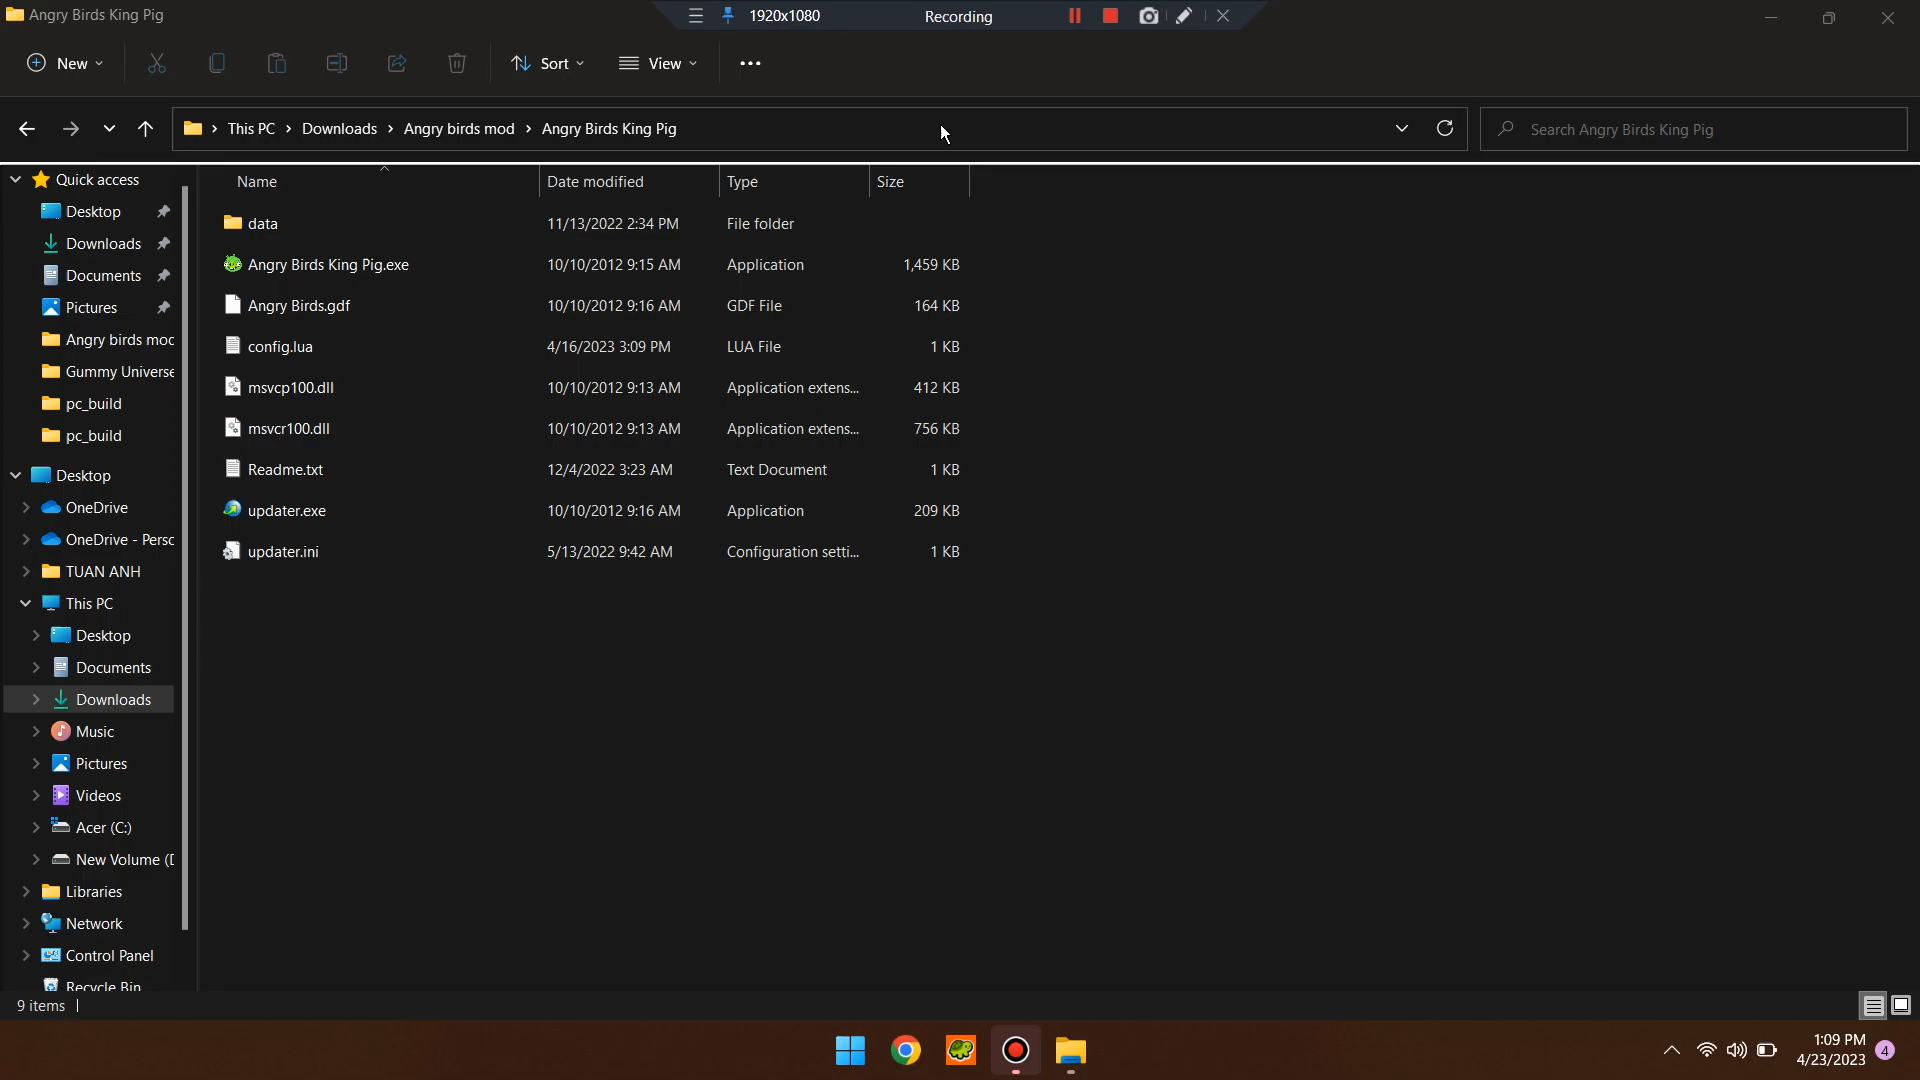 Angry Birds King Pig
1920x1080
Recording
New
Sort
View
This PC
Downloads
Angry birds mod
Angry Birds King Pig
Search Angry Birds King Pig
Quick access
Desktop
Downloads
Documents
Pictures
Angry birds mod
Gummy Universe
pc_build
pc_build
Desktop
OneDrive
OneDrive - Perso
TUAN ANH
This PC
Desktop
Documents
Downloads
Music
Pictures
Videos
Acer (C:)
New Volume (D
Libraries
Network
Control Panel
Recycle Bin
Name Date modified Type Size
data 11/13/2022 2:34 PM File folder
Angry Birds King Pig.exe 10/10/2012 9:15 AM Application 1,459 KB
Angry Birds.gdf 10/10/2012 9:16 AM GDF File 164 KB
config.lua 4/16/2023 3:09 PM LUA File 1 KB
msvcp100.dll 10/10/2012 9:13 AM Application extens... 412 KB
msvcr100.dll 10/10/2012 9:13 AM Application extens... 756 KB
Readme.txt 12/4/2022 3:23 AM Text Document 1 KB
updater.exe 10/10/2012 9:16 AM Application 209 KB
updater.ini 5/13/2022 9:42 AM Configuration setti... 1 KB
9 items
1:09 PM
4/23/2023
4